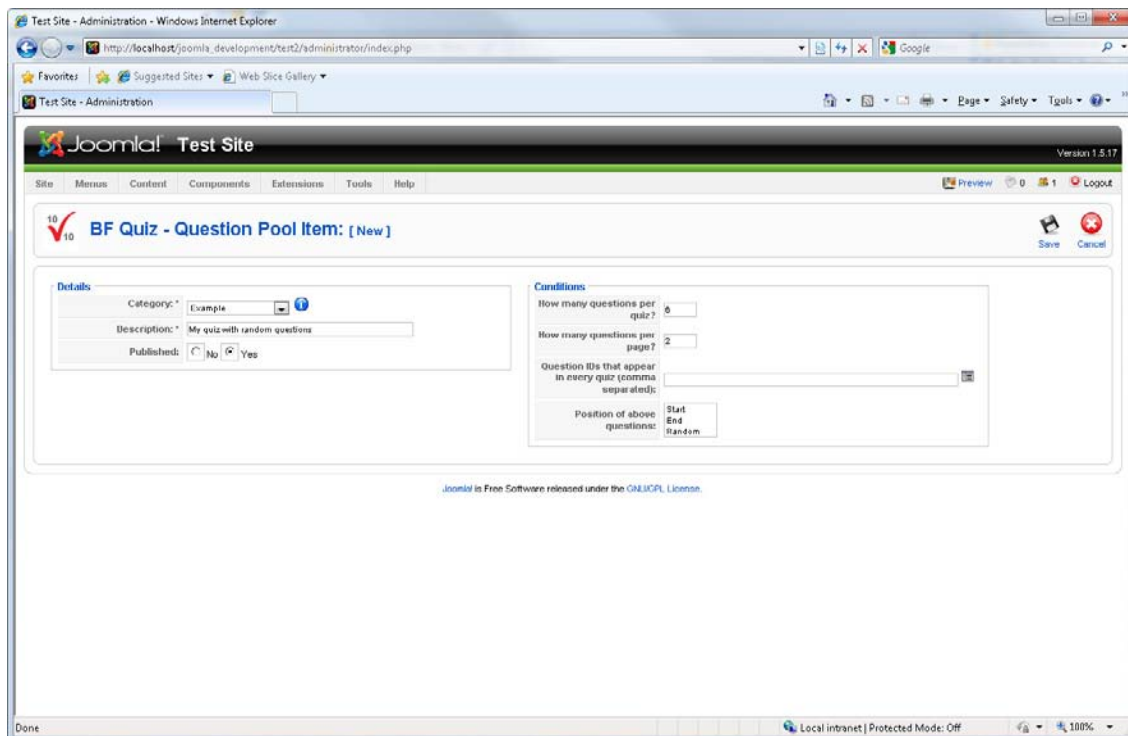 Test Site - Administration - Windows Internet Explorer
http://localhost/joomla_development/test2/administrator/index.php
Google
Favorites Suggested Sites Web Slice Gallery
Test Site - Administration
Page Safety Tools
Joomla! Test Site
Version 1.5.17
Site Menus Content Components Extensions Tools Help
Preview 0 1 Logout
10
10
BF Quiz - Question Pool Item: [ New ]
Save Cancel
Details
Category: * Example
Description: * My quiz with random questions
Published: No Yes
Conditions
How many questions per
quiz? 6
How many questions per
page? 2
Question IDs that appear
in every quiz (comma
separated):
Position of above
questions:
Start
End
Random
Joomla! is Free Software released under the GNU/GPL License.
Done
Local intranet | Protected Mode: Off
100%